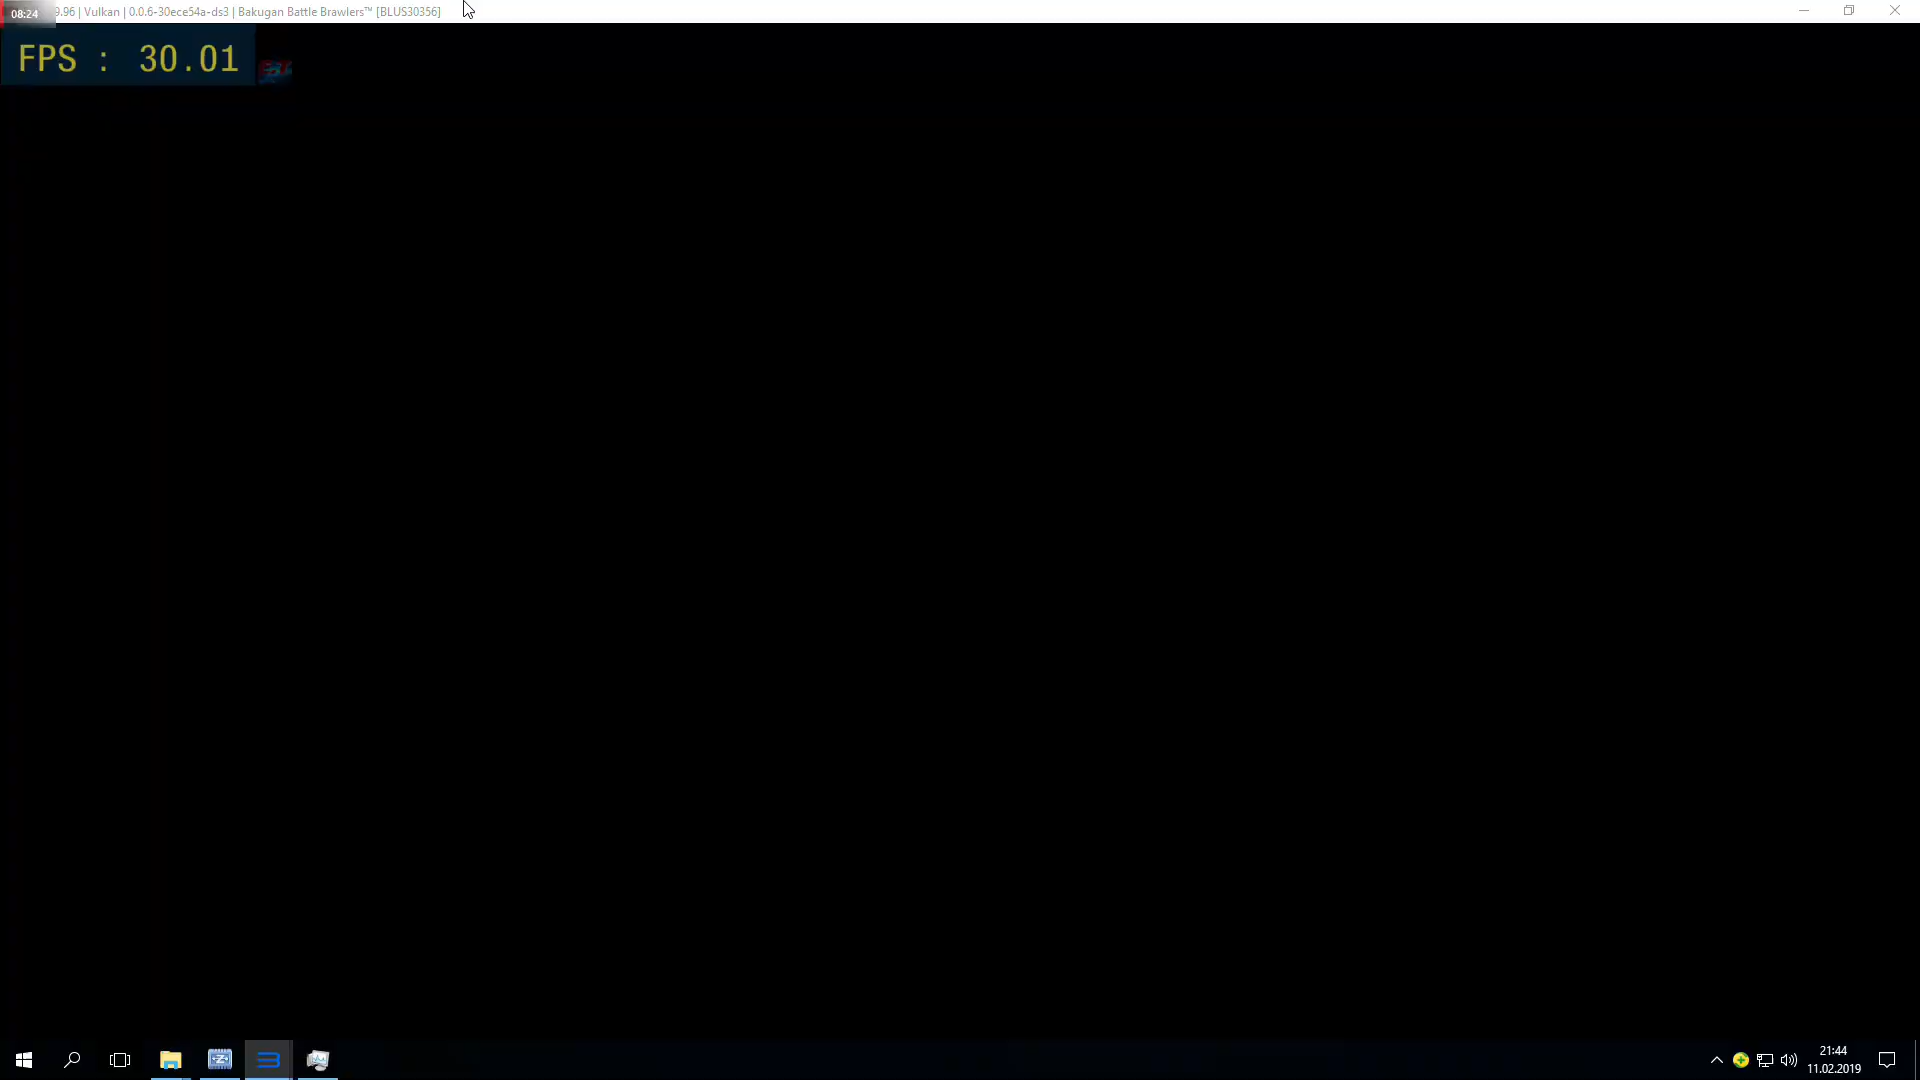 08:24 9.96 | Vulkan | 0.0.6-30ece54a-ds3 | Bakugan Battle Brawlers™ [BLUS30356]
FPS : 30.01
21:44
11.02.2019